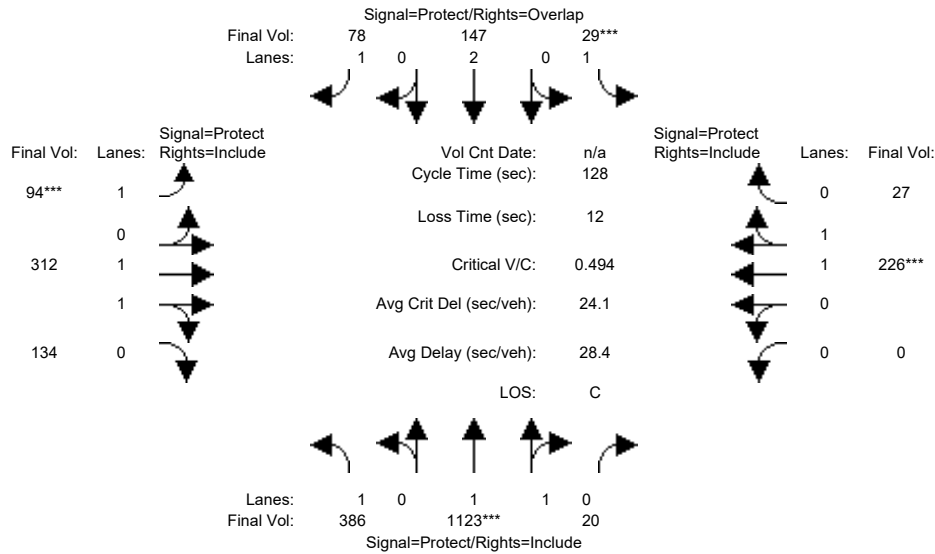 Signal=Protect/Rights=Overlap
Final Vol: 78 147 29***
Lanes: 1 0 2 0 1
Signal=Protect
Final Vol: Lanes: Rights=Include
Vol Cnt Date: n/a
Signal=Protect
Rights=Include Lanes: Final Vol:
Cycle Time (sec): 128
94*** 1
0 27
Loss Time (sec): 12
0
1
312 1
Critical V/C: 0.494
1 226***
1
Avg Crit Del (sec/veh): 24.1
0
134 0
Avg Delay (sec/veh): 28.4
0 0
LOS: C
Lanes: 1 0 1 1 0
Final Vol: 386 1123*** 20
Signal=Protect/Rights=Include